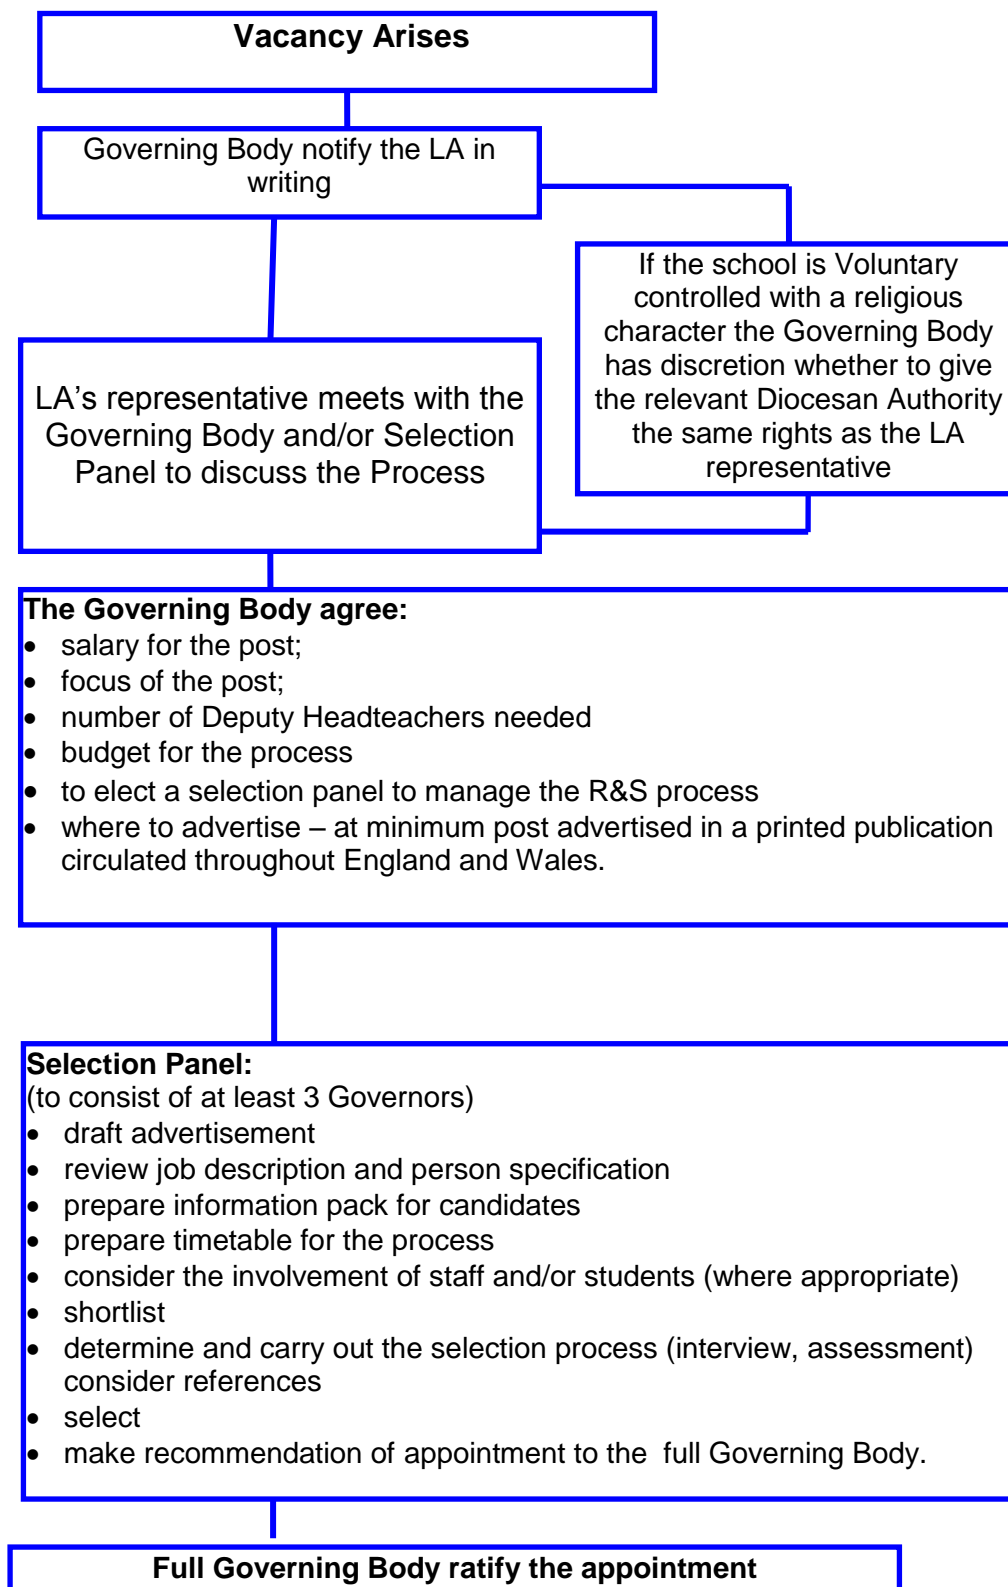 Vacancy Arises
Governing Body notify the LA in
writing
If the school is Voluntary
controlled with a religious
character the Governing Body
has discretion whether to give
the relevant Diocesan Authority
the same rights as the LA
representative
LA’s representative meets with the
Governing Body and/or Selection
Panel to discuss the Process
The Governing Body agree:
• salary for the post;
• focus of the post;
• number of Deputy Headteachers needed
• budget for the process
• to elect a selection panel to manage the R&S process
• where to advertise – at minimum post advertised in a printed publication
circulated throughout England and Wales.
Selection Panel:
(to consist of at least 3 Governors)
• draft advertisement
• review job description and person specification
• prepare information pack for candidates
• prepare timetable for the process
• consider the involvement of staff and/or students (where appropriate)
• shortlist
• determine and carry out the selection process (interview, assessment)
consider references
• select
• make recommendation of appointment to the  full Governing Body.
Full Governing Body ratify the appointment